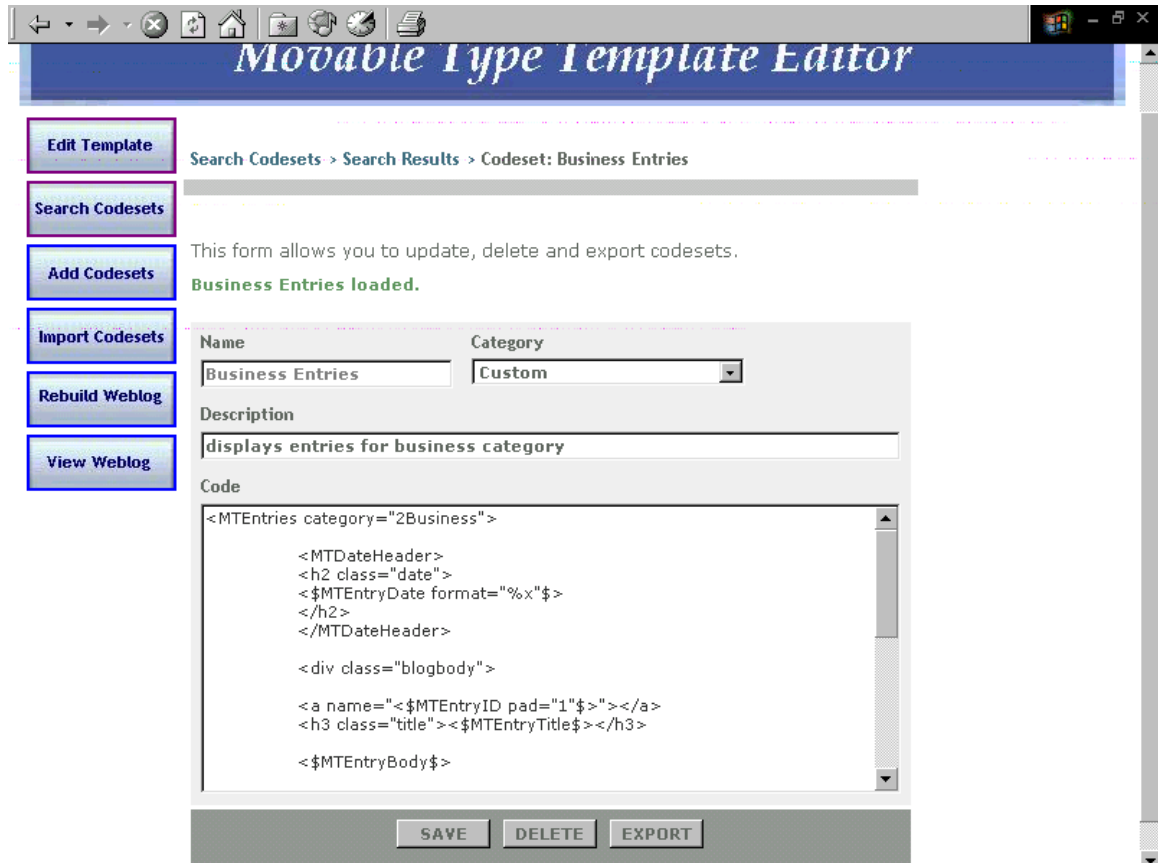 Movable Type Template Editor
Edit Template
Search Codesets
Add Codesets
Import Codesets
Rebuild Weblog
View Weblog
Search Codesets > Search Results > Codeset: Business Entries
This form allows you to update, delete and export codesets.
Business Entries loaded.
Name Category
Business Entries Custom
Description
displays entries for business category
Code
<MTEntries category="2Business">
<MTDateHeader>
<h2 class="date">
<$MTEntryDate format="%x"$>
</h2>
</MTDateHeader>
<div class="blogbody">
<a name="<$MTEntryID pad="1"$>"></a>
<h3 class="title"><$MTEntryTitle$></h3>
<$MTEntryBody$>
SAVE DELETE EXPORT